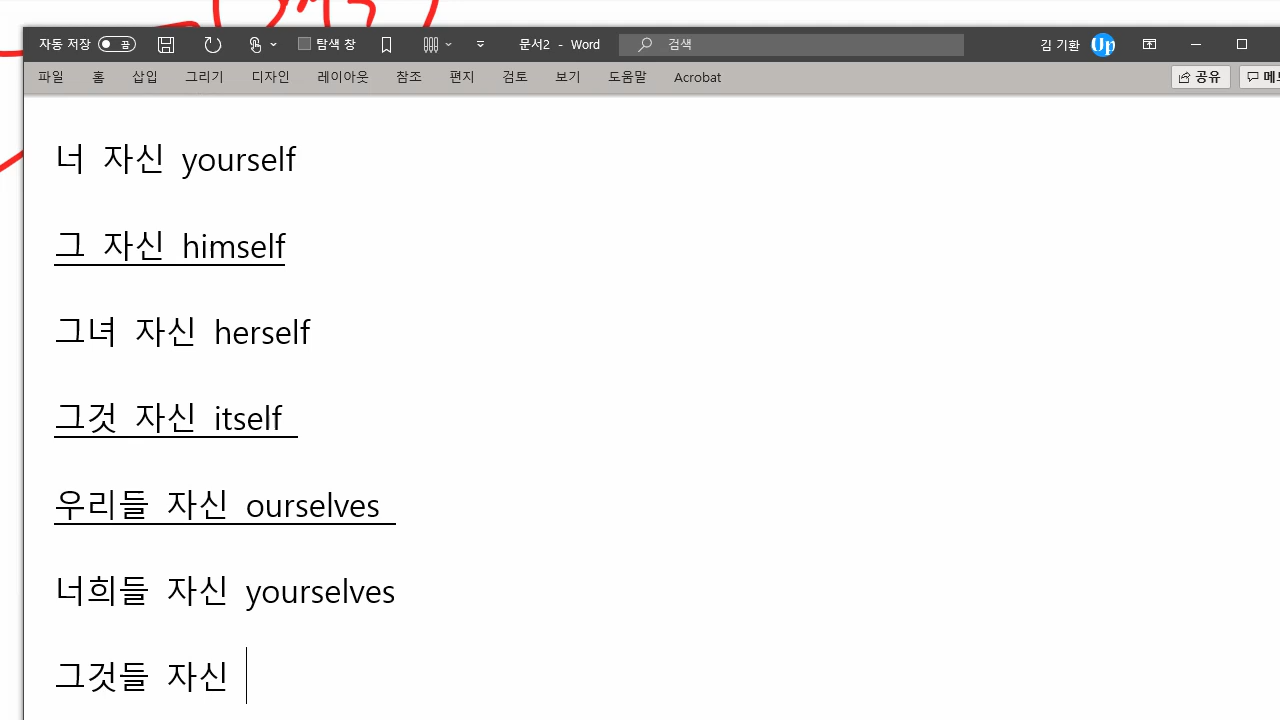 자동 저장 끔 탐색 창 문서2 - Word 검색 김 기환 Up
파일 홈 삽입 그리기 디자인 레이아웃 참조 편지 검토 보기 도움말 Acrobat 공유
너 자신 yourself
그 자신 himself
그녀 자신 herself
그것 자신 itself
우리들 자신 ourselves
너희들 자신 yourselves
그것들 자신